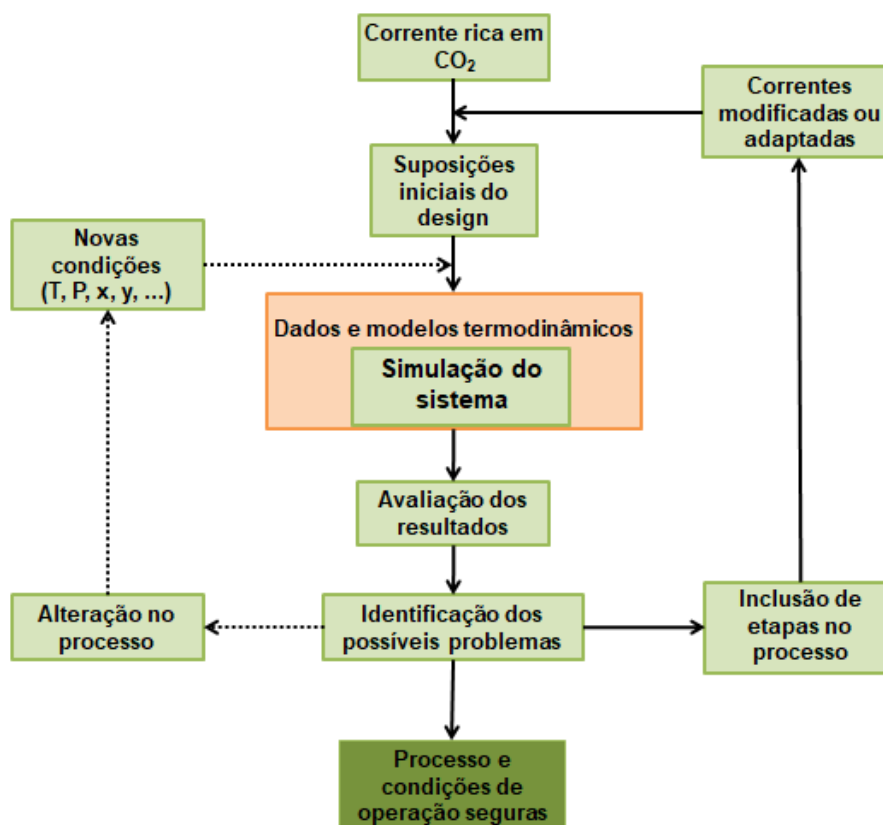 Corrente rica em
CO₂
Correntes
modificadas ou
adaptadas
Suposições
iniciais do
design
Novas
condições
(T, P, x, y, ...)
Dados e modelos termodinâmicos
Simulação do
sistema
Avaliação dos
resultados
Alteração no
processo
Identificação dos
possíveis problemas
Inclusão de
etapas no
processo
Processo e
condições de
operação seguras